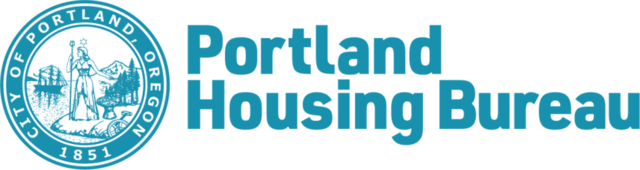 CITY OF PORTLAND, OREGON
1851
Portland
Housing Bureau